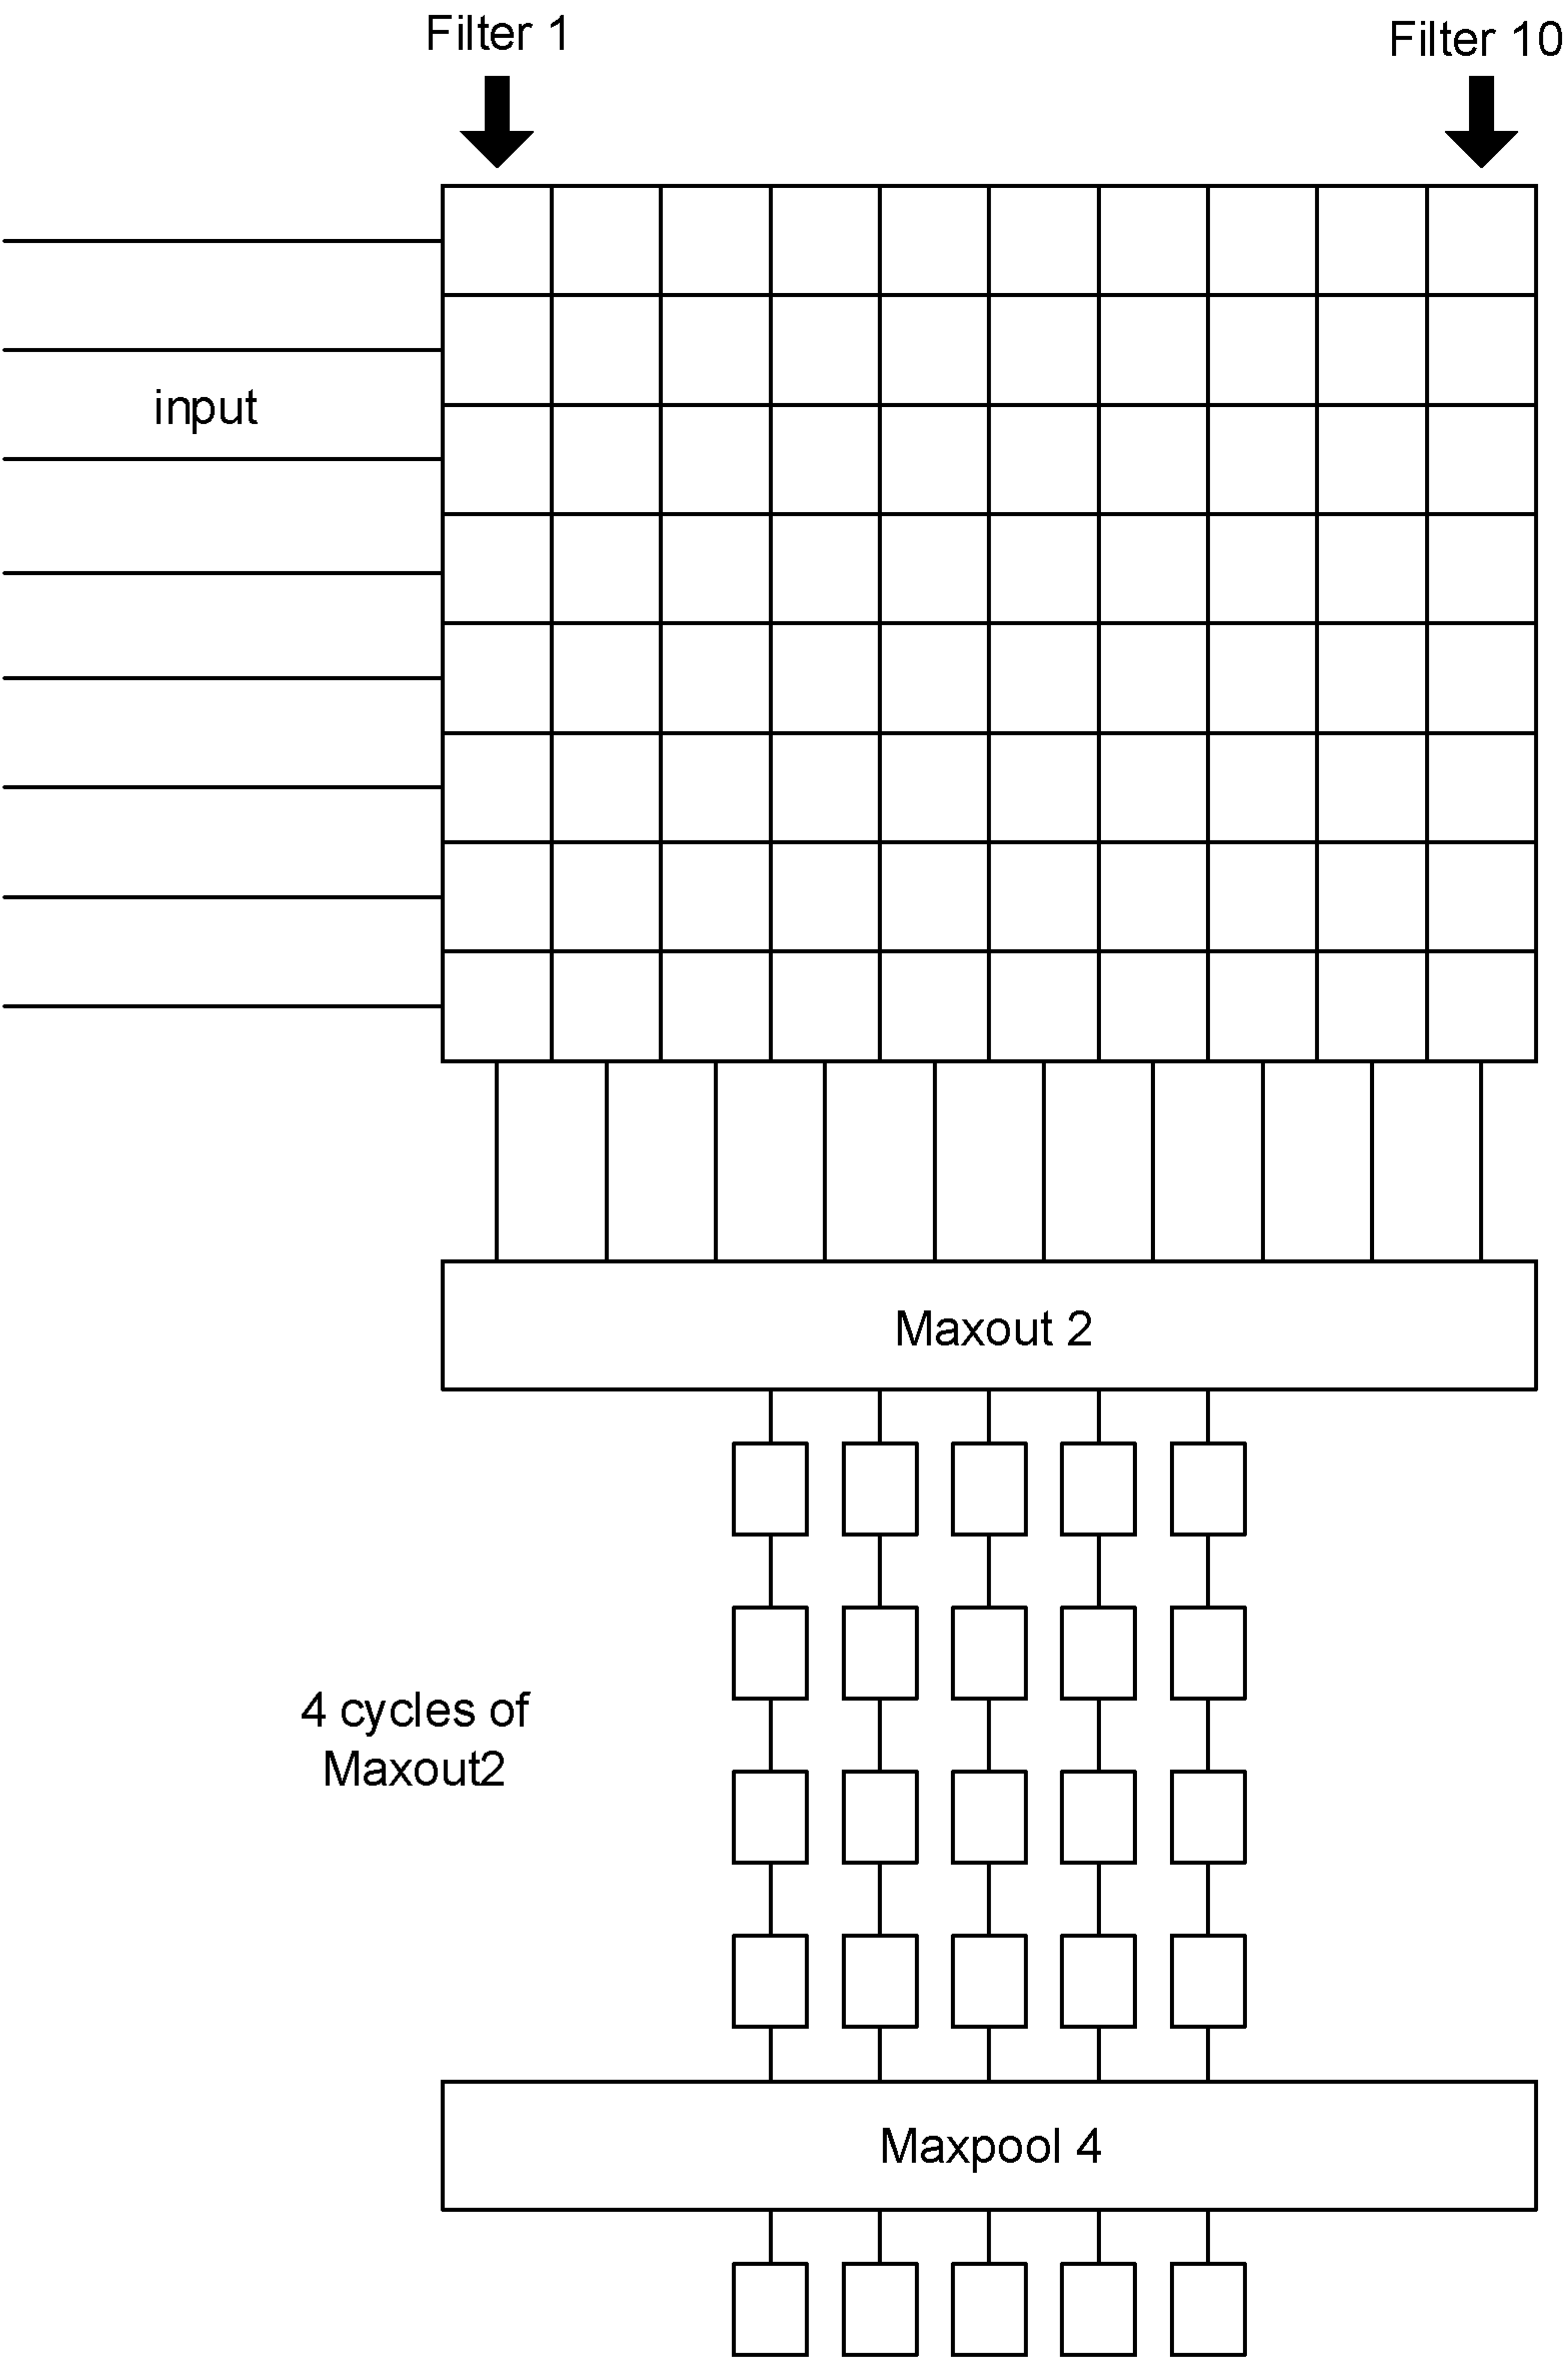 Filter 1
Filter 10
input
Maxout 2
4 cycles of
Maxout2
Maxpool 4